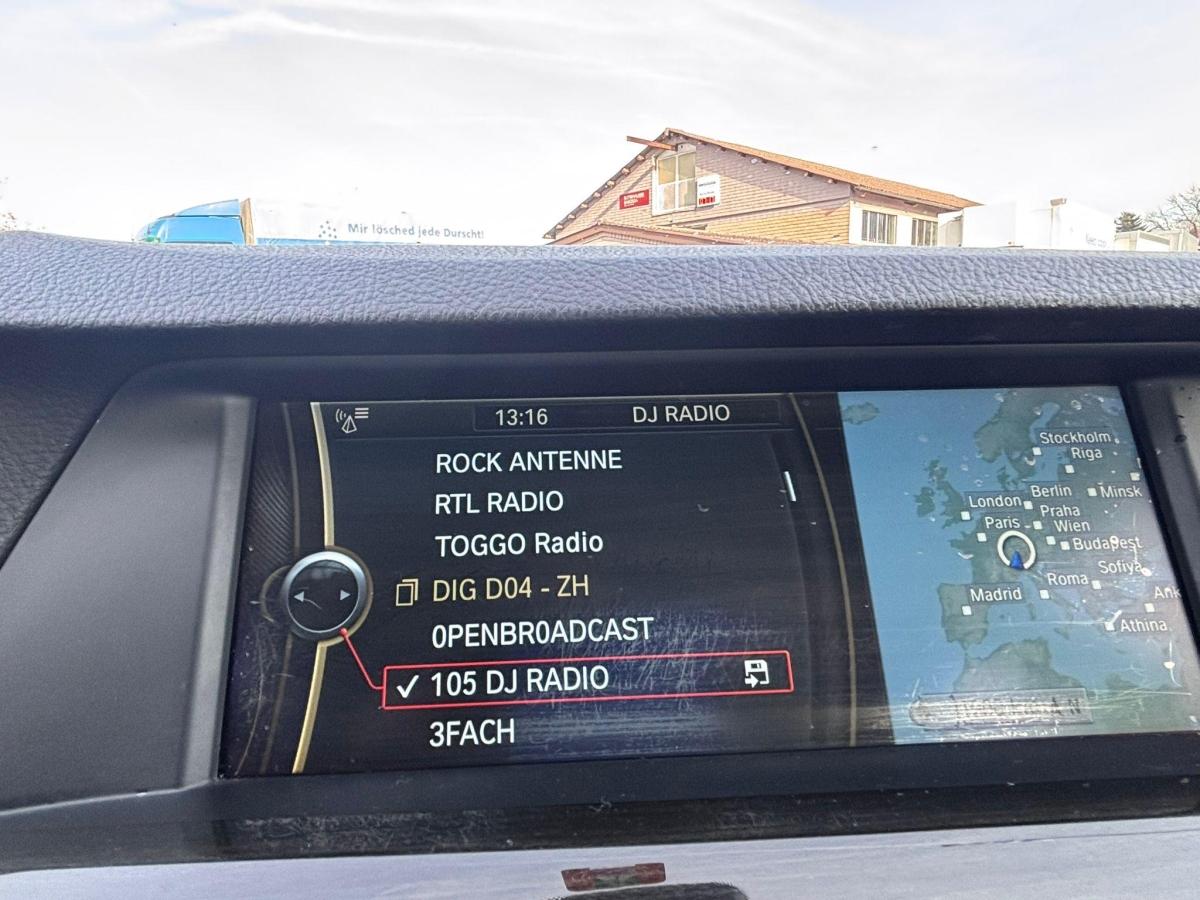 Mir lösched jede Durscht!
13:16 DJ RADIO
ROCK ANTENNE
RTL RADIO
TOGGO Radio
DIG D04 - ZH
0PENBR0ADCAST
105 DJ RADIO
3FACH
Stockholm
Riga
London
Berlin
Minsk
Paris
Praha
Wien
Budapest
Sofiya
Roma
Madrid
Ank
Athina